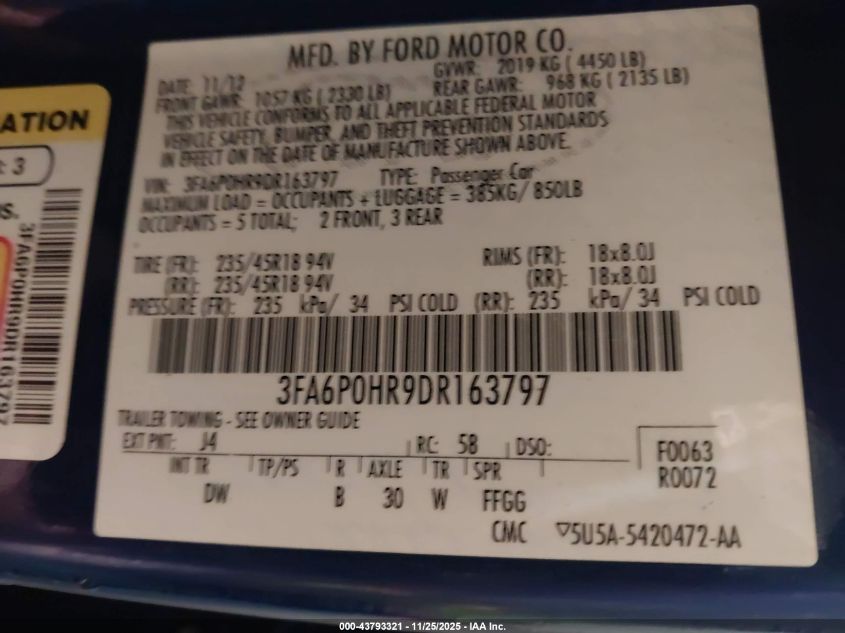 MFD. BY FORD MOTOR CO.
DATE: 11/12 GVWR: 2019 KG ( 4450 LB)
FRONT GAWR: 1057 KG ( 2330 LB) REAR GAWR: 968 KG ( 2135 LB)
THIS VEHICLE CONFORMS TO ALL APPLICABLE FEDERAL MOTOR
VEHICLE SAFETY, BUMPER, AND THEFT PREVENTION STANDARDS
IN EFFECT ON THE DATE OF MANUFACTURE SHOWN ABOVE.
VIN: 3FA6P0HR9DR163797 TYPE: Passenger Car
MAXIMUM LOAD = OCCUPANTS + LUGGAGE = 385KG/ 850LB
OCCUPANTS = 5 TOTAL; 2 FRONT, 3 REAR
TIRE (FR): 235/45R18 94V RIMS (FR): 18x8.0J
(RR): 235/45R18 94V (RR): 18x8.0J
PRESSURE (FR): 235 kPa/ 34 PSI COLD (RR): 235 kPa/ 34 PSI COLD
3FA6P0HR9DR163797
TRAILER TOWING - SEE OWNER GUIDE
EXT PNT: J4 RC: 58 DSO: F0063
R0072
INT TR TP/PS R AXLE TR SPR
DW B 30 W FFGG
CMC ▽5U5A-5420472-AA
ATION
: 3
S.
3FA6P0HR9DR163797
000-43793321 - 11/25/2025 - IAA Inc.